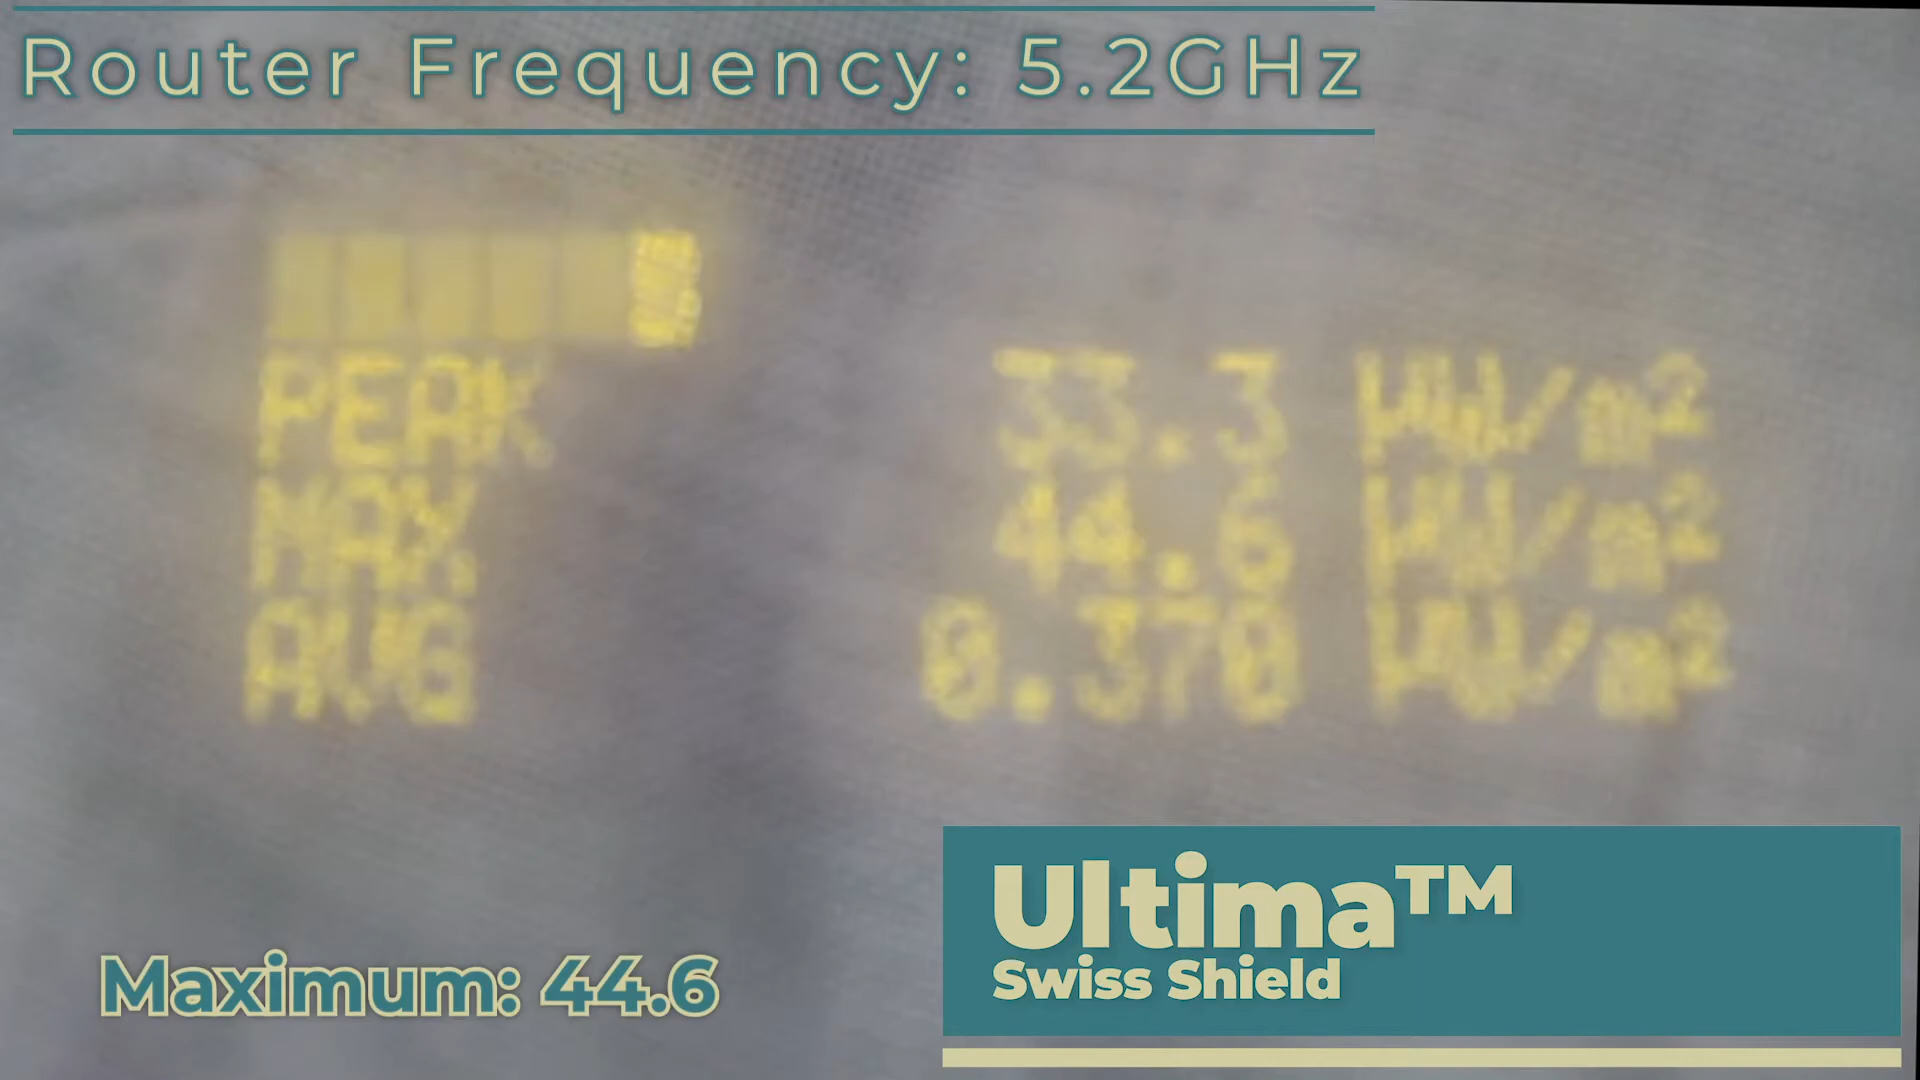 Router Frequency: 5.2GHz
PEAK 33.3 µW/m²
MAX 44.6 µW/m²
AVG 0.370 µW/m²
Ultima™
Swiss Shield
Maximum: 44.6